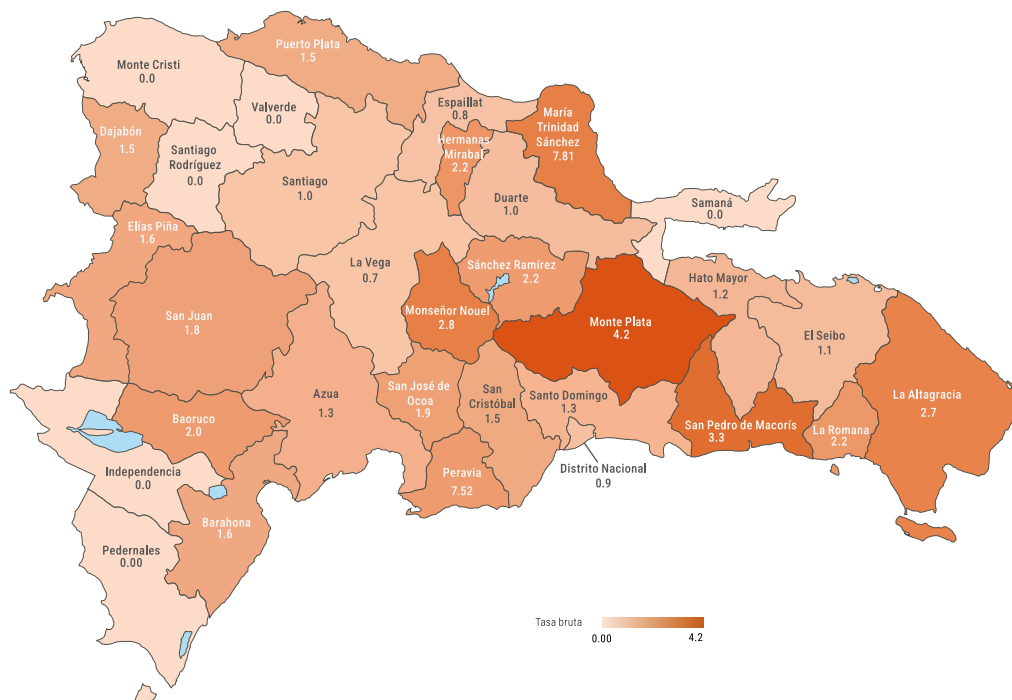 Puerto Plata
1.5
Monte Cristi
0.0
Valverde
0.0
Espaillat
0.8
María
Trinidad
Sánchez
7.81
Dajabón
1.5
Hermanas
Mirabal
2.2
Santiago
Rodríguez
0.0
Santiago
1.0
Duarte
1.0
Samaná
0.0
Elías Piña
1.6
La Vega
0.7
Sánchez Ramírez
2.2
Hato Mayor
1.2
San Juan
1.8
Monseñor Nouel
2.8
Monte Plata
4.2
El Seibo
1.1
Azua
1.3
San José de
Ocoa
1.9
San
Cristóbal
1.5
Santo Domingo
1.3
La Altagracia
2.7
Baoruco
2.0
San Pedro de Macorís
3.3
La Romana
2.2
Independencia
0.0
Peravia
7.52
Distrito Nacional
0.9
Barahona
1.6
Pedernales
0.00
Tasa bruta
0.00
4.2